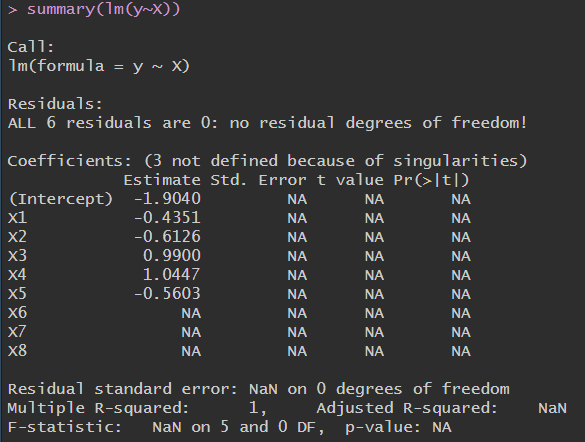 > summary(lm(y~X))
Call:
lm(formula = y ~ X)
Residuals:
ALL 6 residuals are 0: no residual degrees of freedom!
Coefficients: (3 not defined because of singularities)
Estimate Std. Error t value Pr(>|t|)
(Intercept) -1.9040 NA NA NA
X1 -0.4351 NA NA NA
X2 -0.6126 NA NA NA
X3 0.9900 NA NA NA
X4 1.0447 NA NA NA
X5 -0.5603 NA NA NA
X6 NA NA NA NA
X7 NA NA NA NA
X8 NA NA NA NA
Residual standard error: NaN on 0 degrees of freedom
Multiple R-squared: 1, Adjusted R-squared: NaN
F-statistic: NaN on 5 and 0 DF, p-value: NA